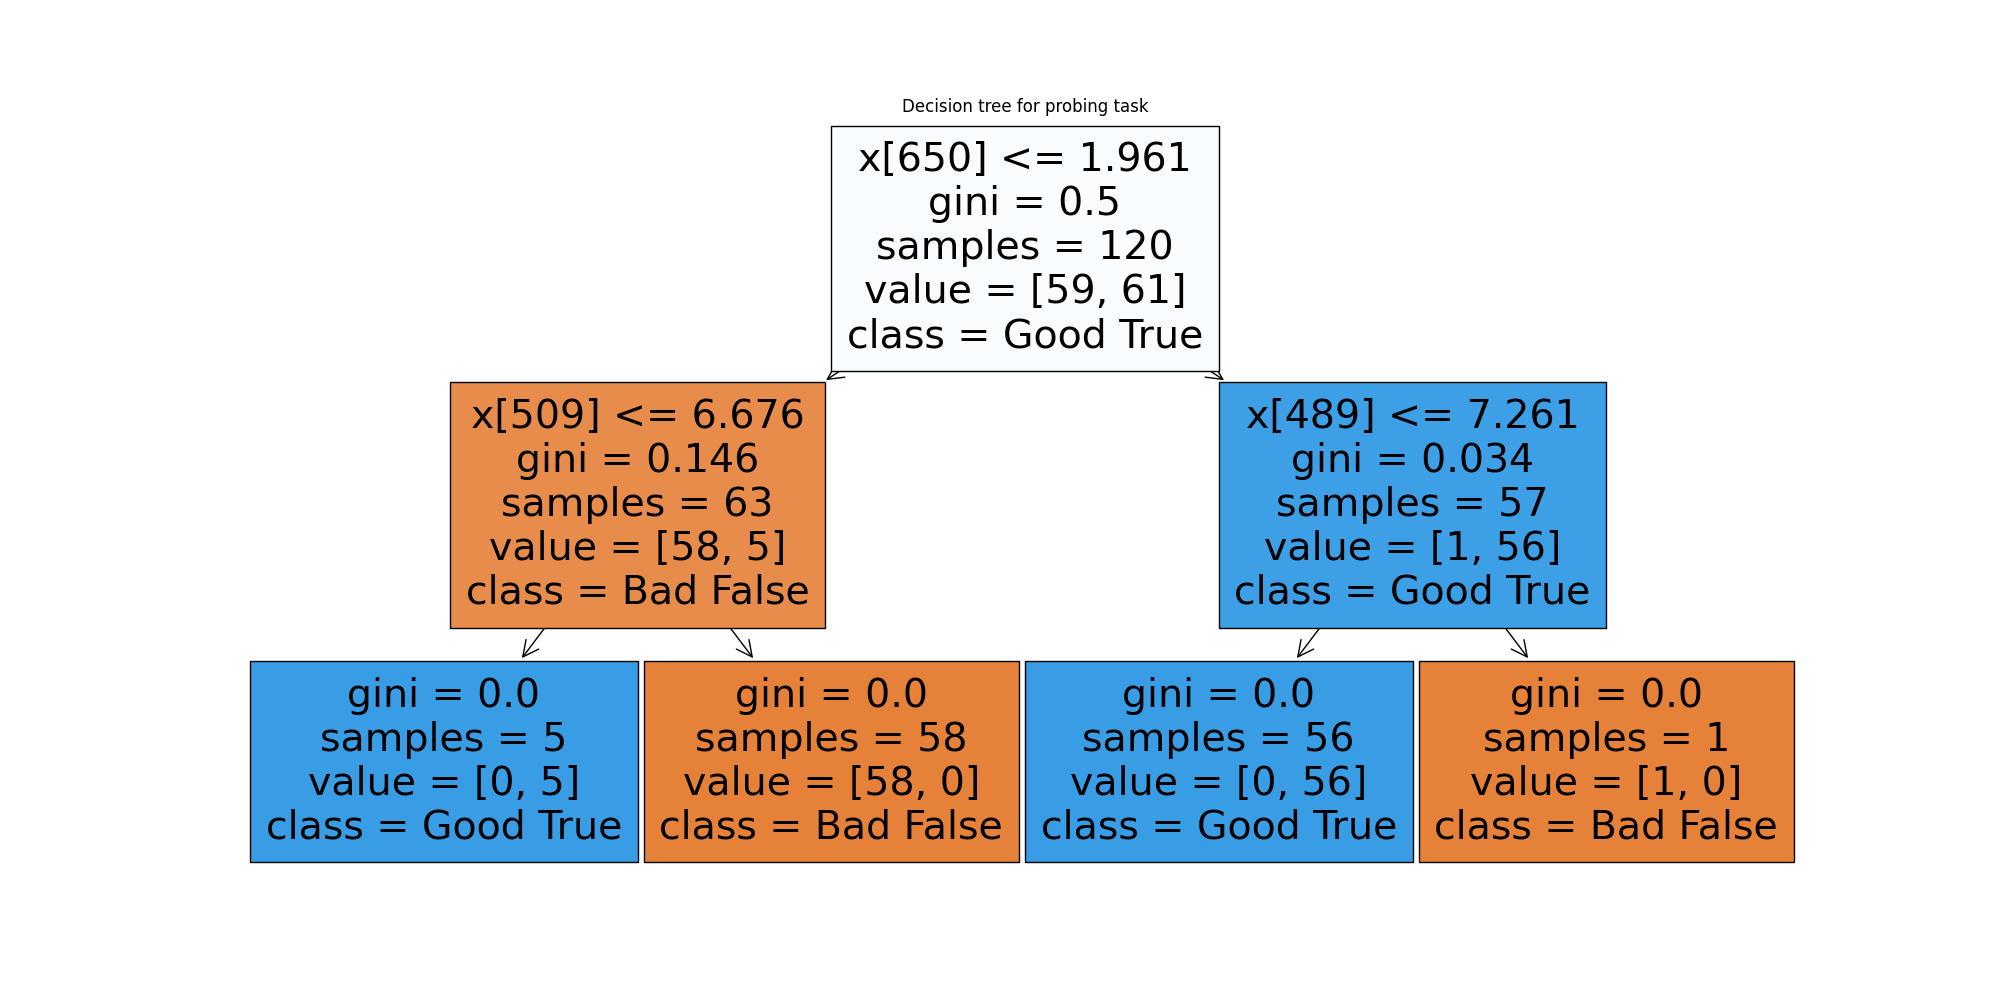 Decision tree for probing task
x[650] <= 1.961
gini = 0.5
samples = 120
value = [59, 61]
class = Good True
x[509] <= 6.676
gini = 0.146
samples = 63
value = [58, 5]
class = Bad False
x[489] <= 7.261
gini = 0.034
samples = 57
value = [1, 56]
class = Good True
gini = 0.0
samples = 5
value = [0, 5]
class = Good True
gini = 0.0
samples = 58
value = [58, 0]
class = Bad False
gini = 0.0
samples = 56
value = [0, 56]
class = Good True
gini = 0.0
samples = 1
value = [1, 0]
class = Bad False